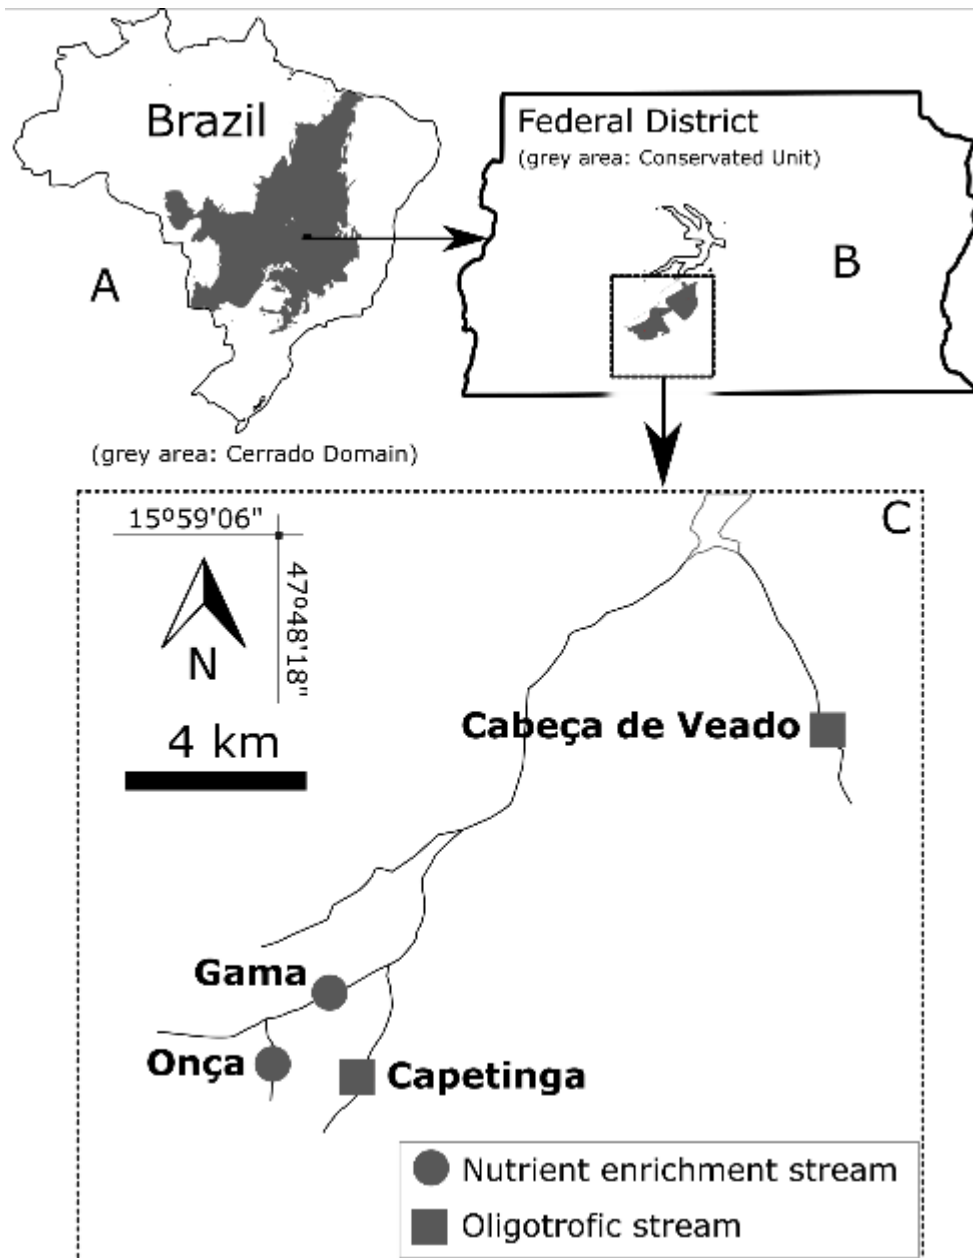 Brazil
A
(grey area: Cerrado Domain)
Federal District
(grey area: Conservated Unit)
B
C
15º59'06"
47º48'18"
N
4 km
Cabeça de Veado
Gama
Onça
Capetinga
Nutrient enrichment stream
Oligotrofic stream